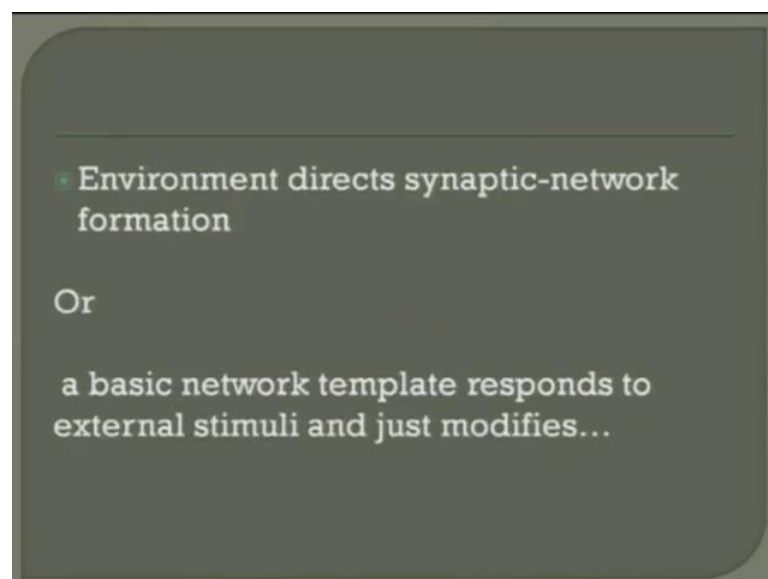 Environment directs synaptic-network
formation
Or
a basic network template responds to
external stimuli and just modifies...